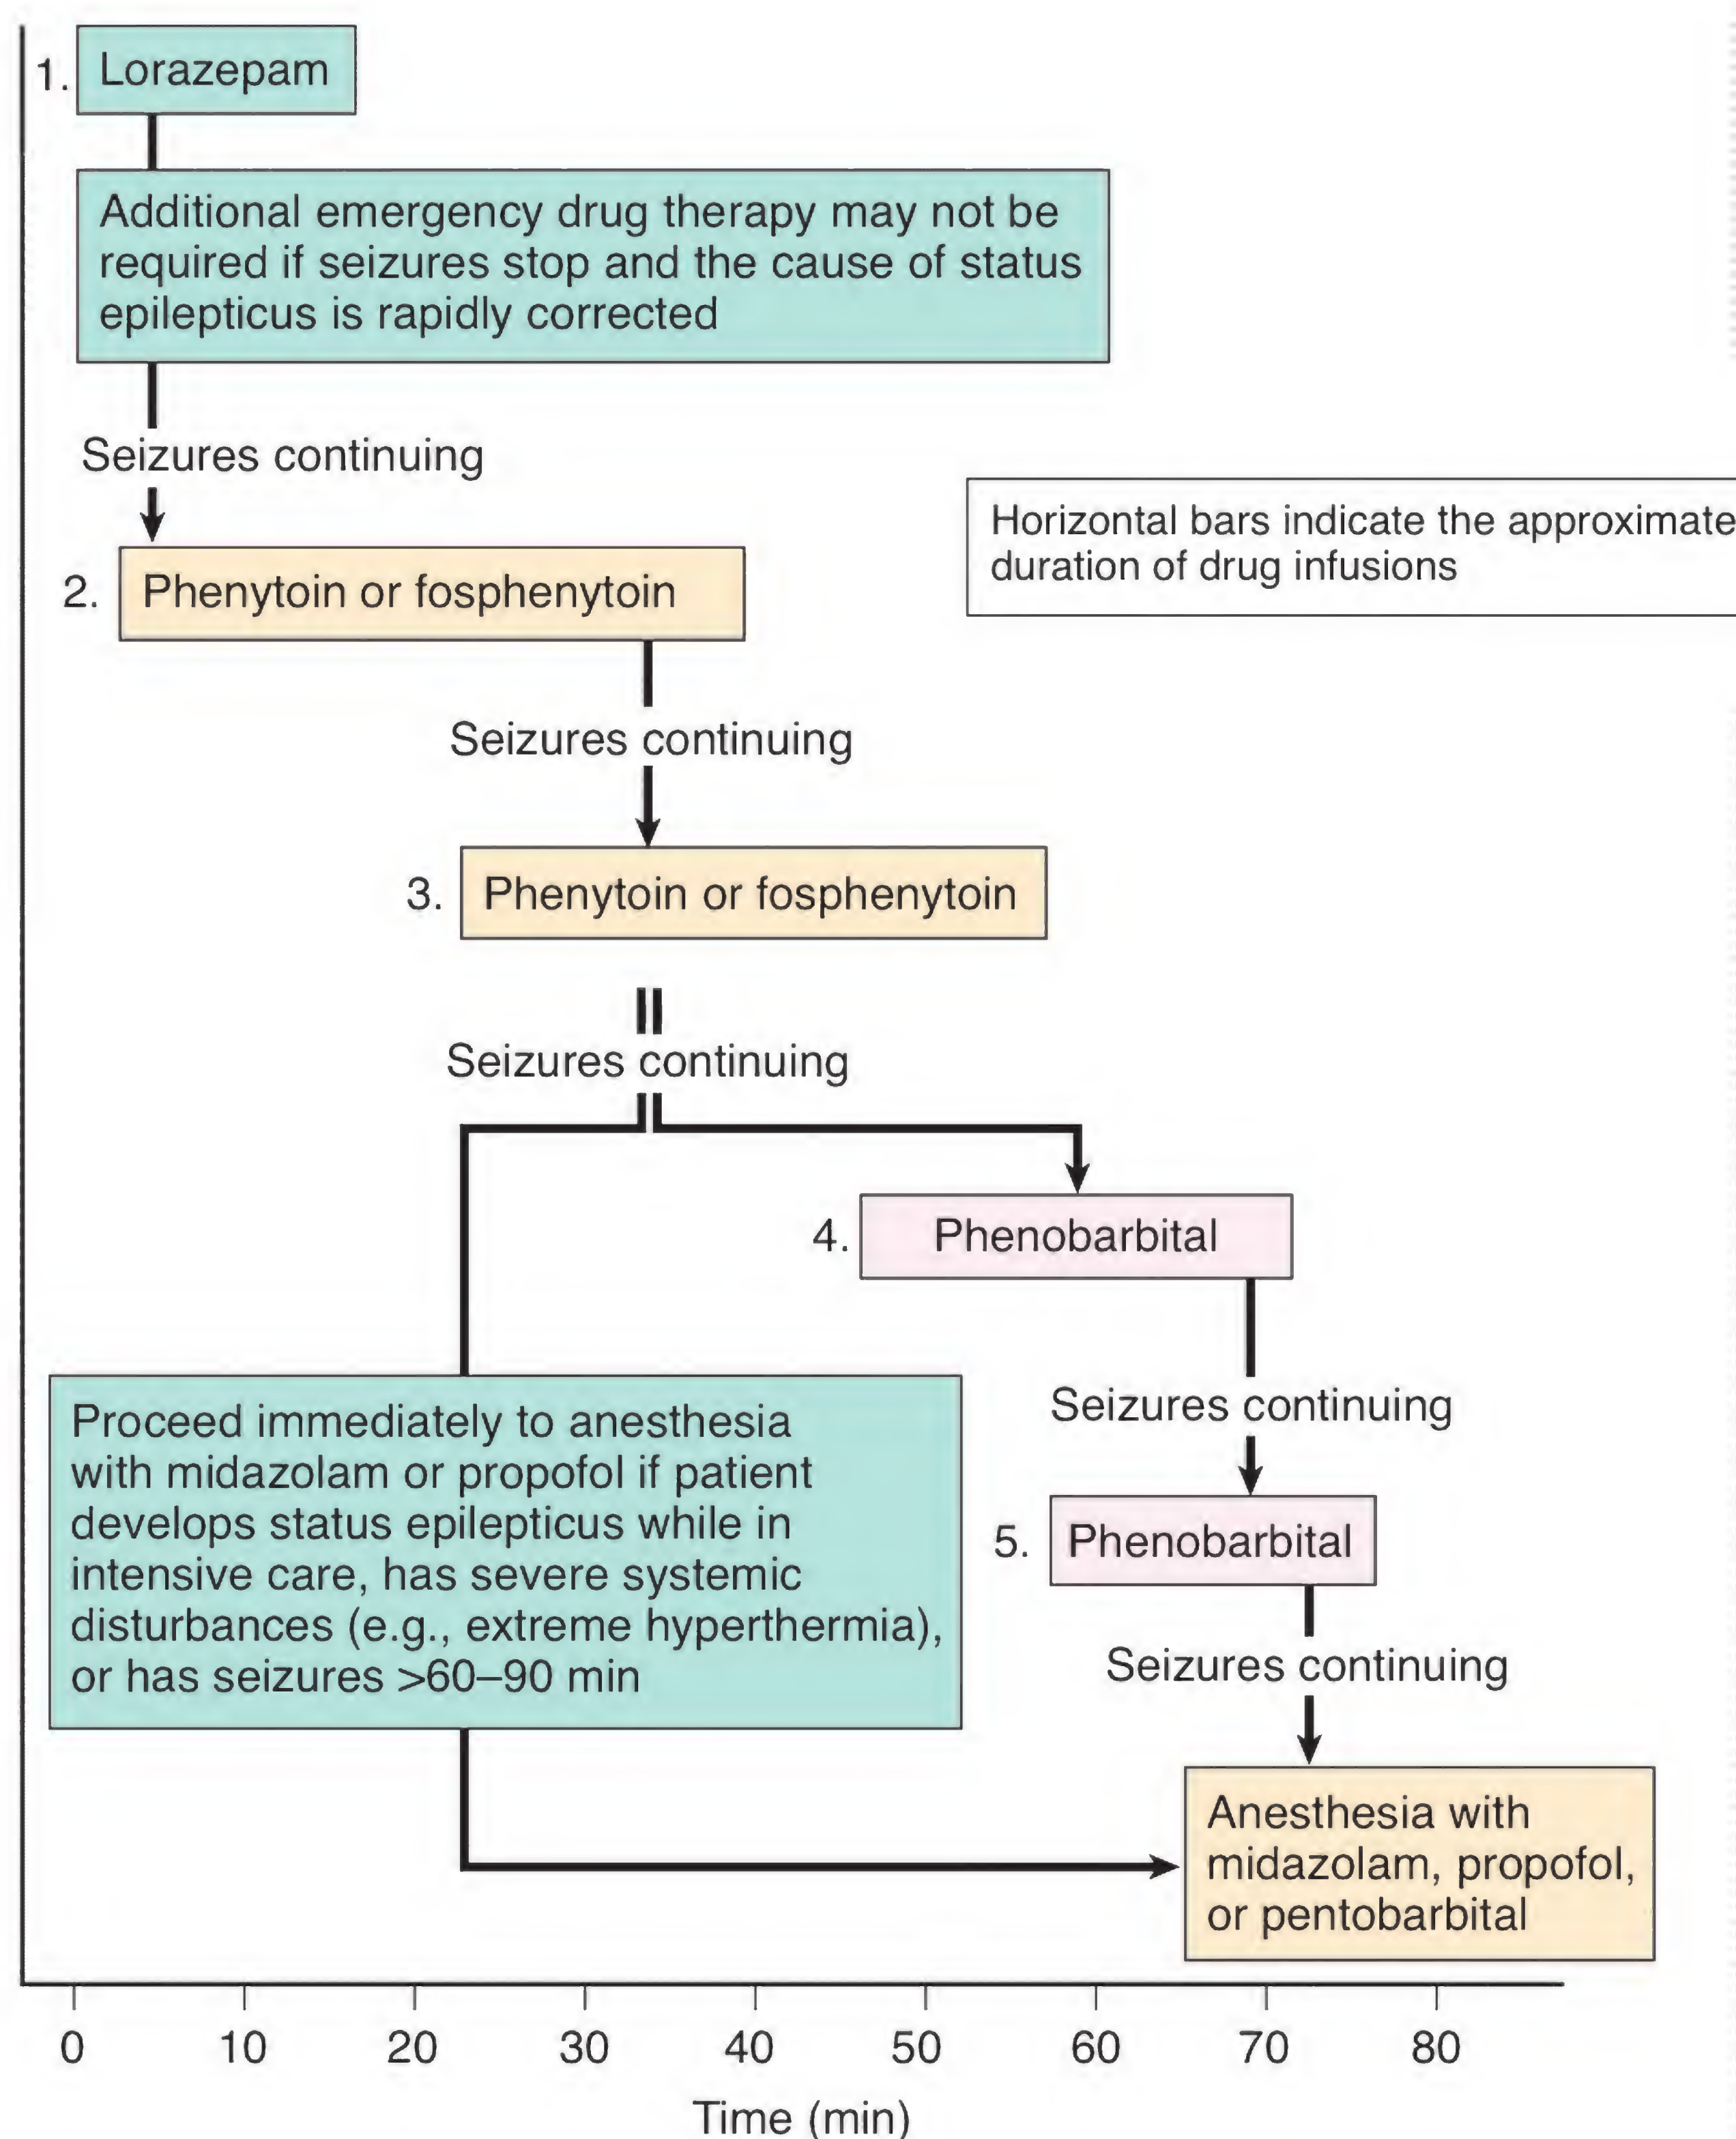 1. Lorazepam
Additional emergency drug therapy may not be
required if seizures stop and the cause of status
epilepticus is rapidly corrected
Seizures continuing
Horizontal bars indicate the approximate
duration of drug infusions
2. Phenytoin or fosphenytoin
Seizures continuing
3. Phenytoin or fosphenytoin
Seizures continuing
4. Phenobarbital
Proceed immediately to anesthesia
with midazolam or propofol if patient
develops status epilepticus while in
intensive care, has severe systemic
disturbances (e.g., extreme hyperthermia),
or has seizures >60–90 min
Seizures continuing
5. Phenobarbital
Seizures continuing
Anesthesia with
midazolam, propofol,
or pentobarbital
0 10 20 30 40 50 60 70 80
Time (min)